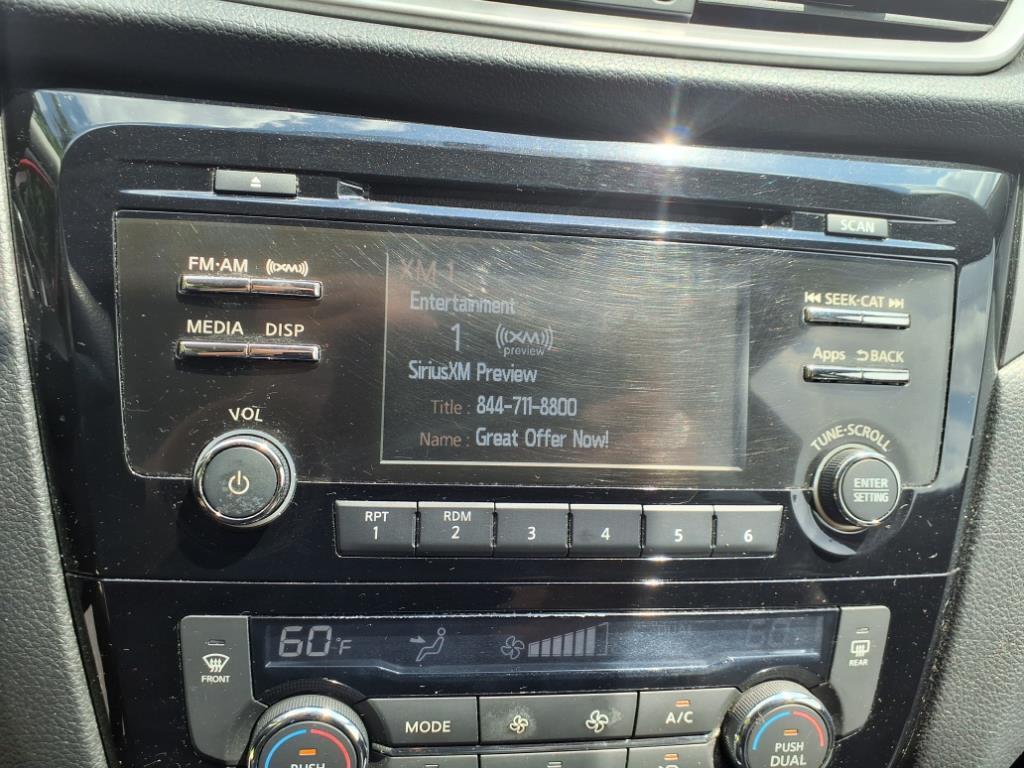 SCAN
FM·AM ((XM))
MEDIA DISP
VOL
XM 1
Entertainment
1 ((XM))
preview
SiriusXM Preview
Title : 844-711-8800
Name : Great Offer Now!
SEEK·CAT
Apps BACK
TUNE·SCROLL
ENTER
SETTING
RPT
1
RDM
2
3
4
5
6
60°F
FRONT
REAR
MODE
A/C
PUSH
PUSH
DUAL